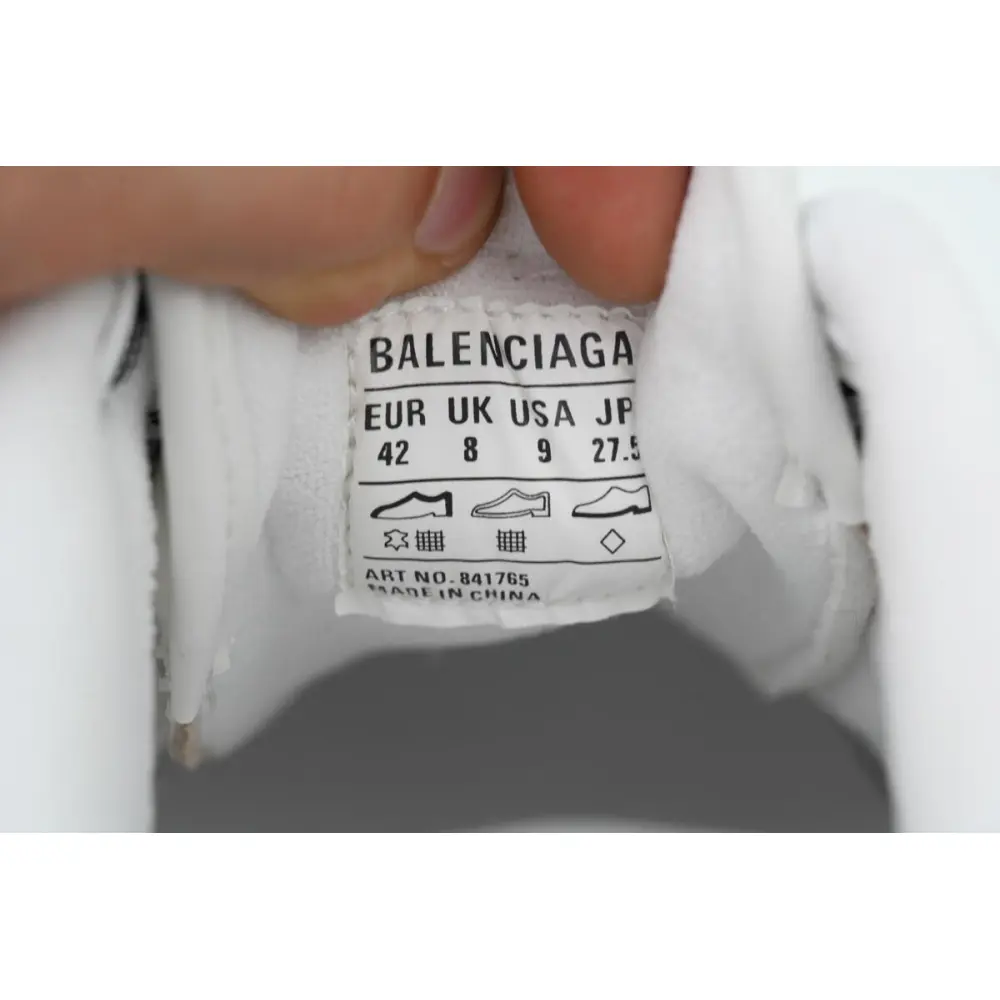 BALENCIAGA
EUR UK USA JP
42 8 9 27.5
ART NO.841765
MADE IN CHINA